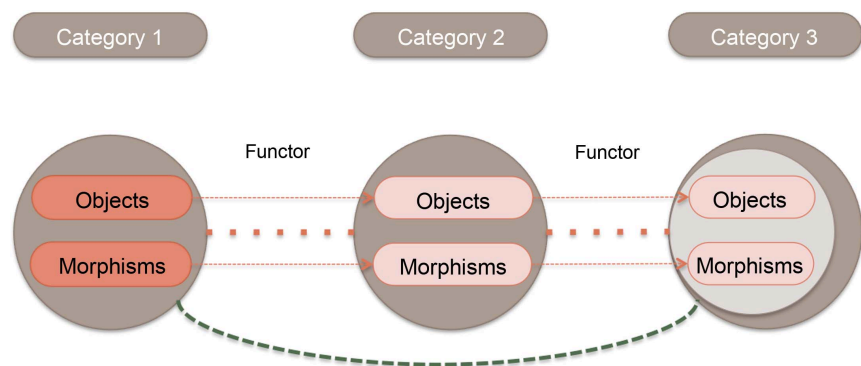 Category 1
Category 2
Category 3
Functor
Functor
Objects
Objects
Objects
Morphisms
Morphisms
Morphisms